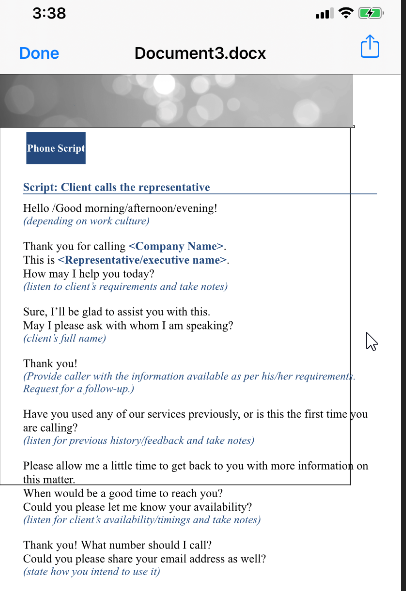 3:38
Done
Document3.docx
Phone Script
Script: Client calls the representative
Hello /Good morning/afternoon/evening!
(depending on work culture)
Thank you for calling <Company Name>.
This is <Representative/executive name>.
How may I help you today?
(listen to client's requirements and take notes)
Sure, I'll be glad to assist you with this.
May I please ask with whom I am speaking?
(client's full name)
Thank you!
(Provide caller with the information available as per his/her requirements.
Request for a follow-up.)
Have you used any of our services previously, or is this the first time you
are calling?
(listen for previous history/feedback and take notes)
Please allow me a little time to get back to you with more information on
this matter.
When would be a good time to reach you?
Could you please let me know your availability?
(listen for client's availability/timings and take notes)
Thank you! What number should I call?
Could you please share your email address as well?
(state how you intend to use it)